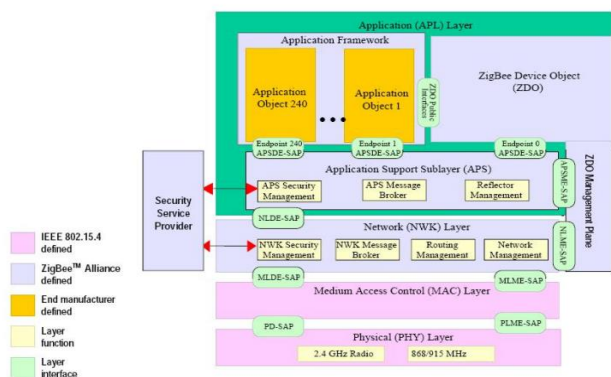 Application (APL) Layer
Application Framework
Application
Object 240
...
Application
Object 1
ZDO Public
Interfaces
ZigBee Device Object
(ZDO)
Endpoint 240
APSDE-SAP
Endpoint 1
APSDE-SAP
Endpoint 0
APSDE-SAP
Application Support Sublayer (APS)
APS Security
Management
APS Message
Broker
Reflector
Management
APSME-SAP
ZDO Management Plane
Security
Service
Provider
NLDE-SAP
Network (NWK) Layer
NWK Security
Management
NWK Message
Broker
Routing
Management
Network
Management
NLME-SAP
MLDE-SAP
MLME-SAP
Medium Access Control (MAC) Layer
PD-SAP
PLME-SAP
Physical (PHY) Layer
2.4 GHz Radio
868/915 MHz
IEEE 802.15.4
defined
ZigBee™ Alliance
defined
End manufacturer
defined
Layer
function
Layer
interface